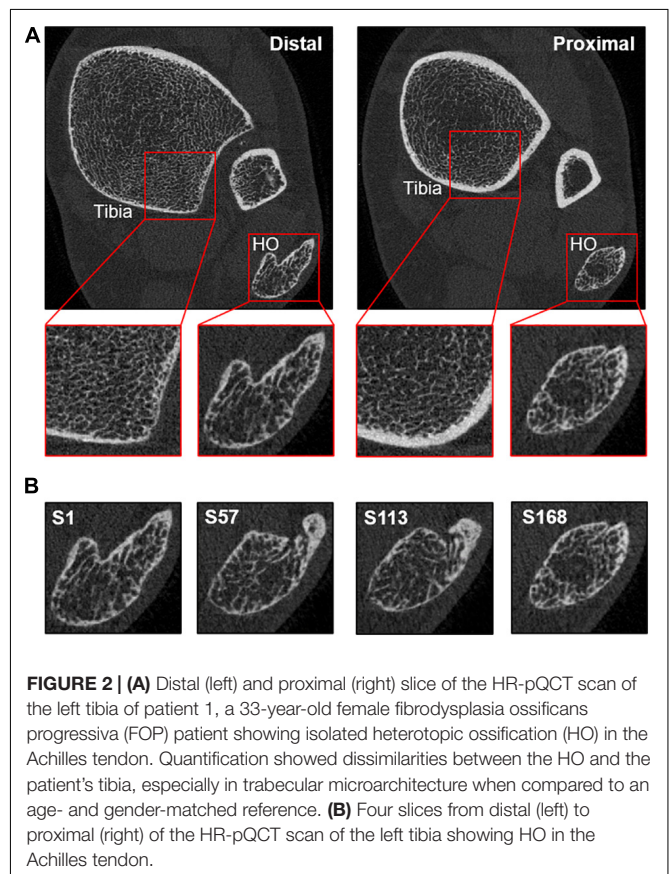 A
Distal
Proximal
Tibia
HO
Tibia
HO
B
S1
S57
S113
S168
FIGURE 2 | (A) Distal (left) and proximal (right) slice of the HR-pQCT scan of
the left tibia of patient 1, a 33-year-old female fibrodysplasia ossificans
progressiva (FOP) patient showing isolated heterotopic ossification (HO) in the
Achilles tendon. Quantification showed dissimilarities between the HO and the
patient's tibia, especially in trabecular microarchitecture when compared to an
age- and gender-matched reference. (B) Four slices from distal (left) to
proximal (right) of the HR-pQCT scan of the left tibia showing HO in the
Achilles tendon.